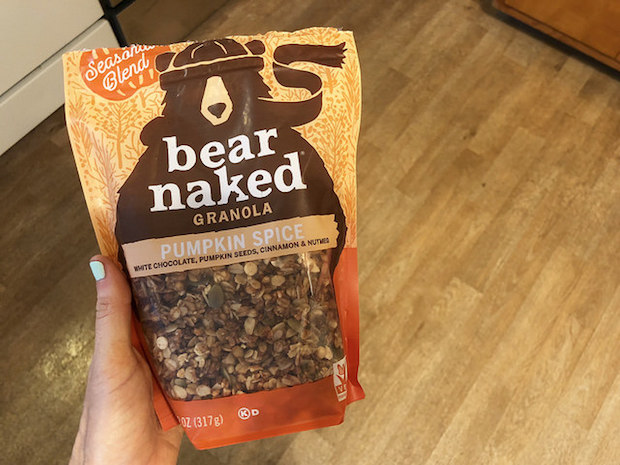 Seasonal
Blend
bear
naked
GRANOLA
PUMPKIN SPICE
WHITE CHOCOLATE, PUMPKIN SEEDS, CINNAMON & NUTMEG
OZ (317g)
K D